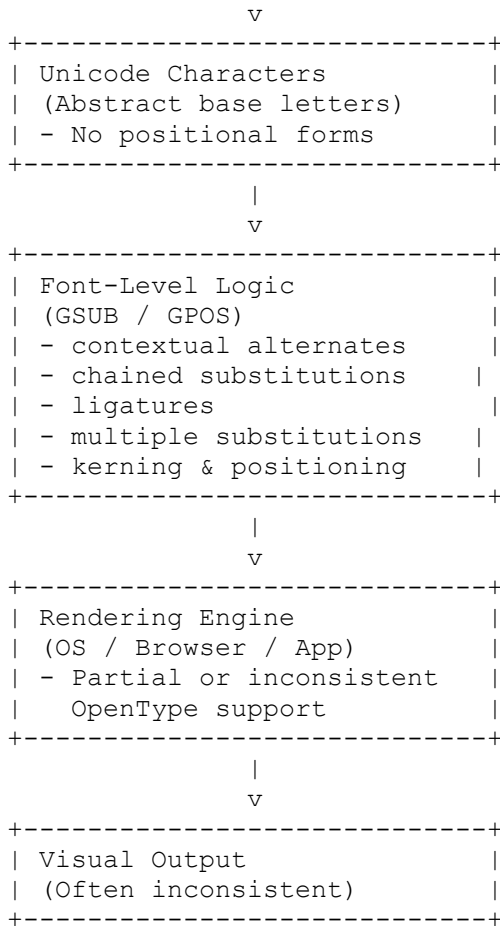 v
+-----------------------------+
| Unicode Characters          |
| (Abstract base letters)     |
| - No positional forms       |
+-----------------------------+
               |
               v
+-----------------------------+
| Font-Level Logic            |
| (GSUB / GPOS)               |
| - contextual alternates     |
| - chained substitutions    |
| - ligatures                 |
| - multiple substitutions   |
| - kerning & positioning    |
+-----------------------------+
               |
               v
+-----------------------------+
| Rendering Engine            |
| (OS / Browser / App)        |
| - Partial or inconsistent   |
|   OpenType support          |
+-----------------------------+
               |
               v
+-----------------------------+
| Visual Output               |
| (Often inconsistent)        |
+-----------------------------+